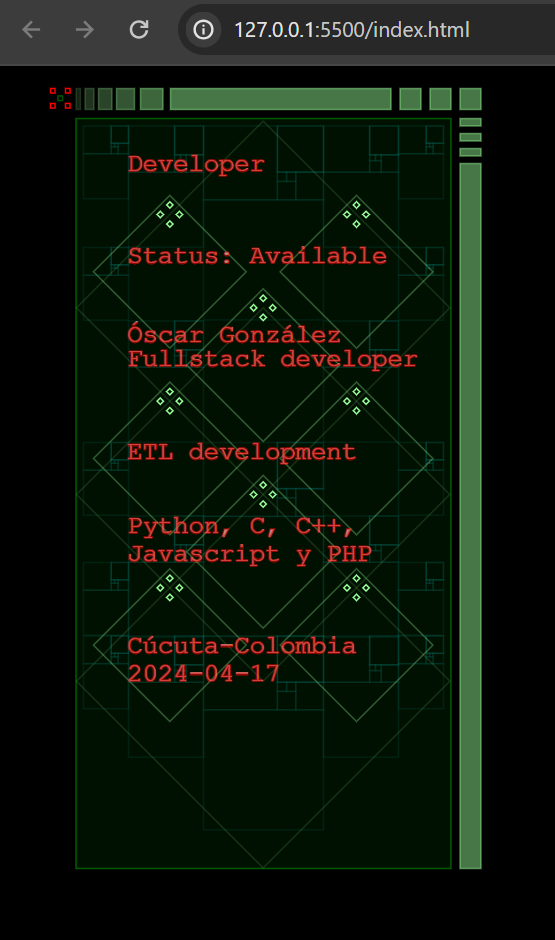 127.0.0.1:5500/index.html
Developer
Status: Available
Óscar González
Fullstack developer
ETL development
Python, C, C++,
Javascript y PHP
Cúcuta-Colombia
2024-04-17